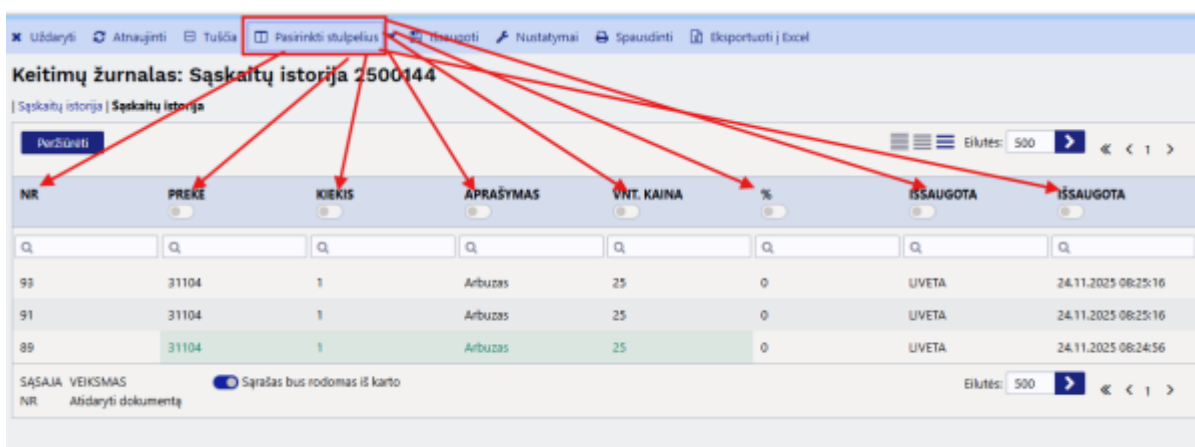 Uždaryti Atnaujinti Tuščia Pasirinkti stulpelius Išsaugoti Nustatymai Spausdinti Eksportuoti į Excel
Keitimų žurnalas: Sąskaitų istorija 2500144
| Sąskaitų istorija | Sąskaitų istorija
Peržiūrėti Eilutės: 500 1
NR PREKĖ KIEKIS APRAŠYMAS VNT. KAINA % IŠSAUGOTA IŠSAUGOTA
93 31104 1 Arbuzas 25 0 LIVETA 24.11.2025 08:25:16
91 31104 1 Arbuzas 25 0 LIVETA 24.11.2025 08:25:16
89 31104 1 Arbuzas 25 0 LIVETA 24.11.2025 08:24:56
SĄSAJA VEIKSMAS Sąrašas bus rodomas iš karto Eilutės: 500 1
NR Atidaryti dokumentą